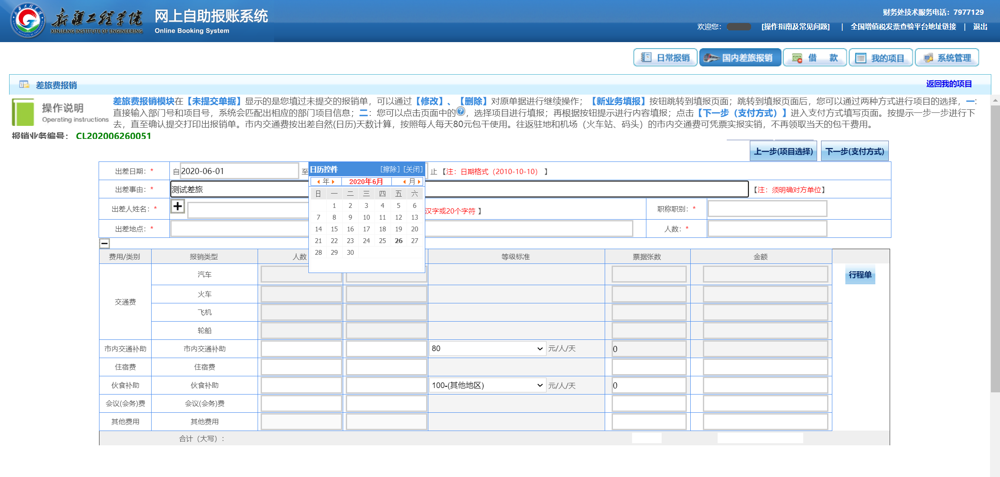 新疆工程学院
XINJIANG INSTITUTE OF ENGINEERING
网上自助报账系统
Online Booking System
财务处技术服务电话：7977129
欢迎您： [操作指南及常见问题] | 全国增值税发票查验平台地址链接 | 退出
日常报销 国内差旅报销 借 款 我的项目 系统管理
差旅费报销 返回我的项目
操作说明
Operating instructions
差旅费报销模块在【未提交单据】显示的是您填过未提交的报销单，可以通过【修改】、【删除】对原单据进行继续操作；【新业务填报】按钮跳转到填报页面；跳转到填报页面后，您可以通过两种方式进行项目的选择，一：
直接输入部门号和项目号，系统会匹配出相应的部门项目信息；二：您可以点击页面中的?，选择项目进行填报；再根据按钮提示进行内容填报；点击【下一步（支付方式）】进入支付方式填写页面。按提示一步一步进行下
去，直至确认提交打印出报销单。市内交通费按出差自然(日历)天数计算，按照每人每天80元包干使用。往返驻地和机场（火车站、码头）的市内交通费可凭票实报实销，不再领取当天的包干费用。
报销业务编号： CL202006260051
上一步(项目选择) 下一步(支付方式)
出差日期：* 自 2020-06-01 至 止 【注：日期格式（2010-10-10） 】
出差事由：* 测试差旅 【注：须明确对方单位】
出差人姓名：* + 汉字或20个字符 】 职称职别：*
出差地点：* 人数：*
日历控件 [擦除] [关闭]
年 2020年6月 月
日 一 二 三 四 五 六
1 2 3 4 5 6
7 8 9 10 11 12 13
14 15 16 17 18 19 20
21 22 23 24 25 26 27
28 29 30
费用/类别 报销类型 人数 等级标准 票据张数 金额
交通费 汽车 行程单
火车
飞机
轮船
市内交通补助 市内交通补助 80 元/人/天 0
住宿费 住宿费
伙食补助 伙食补助 100-(其他地区) 元/人/天 0
会议(会务)费 会议(会务)费
其他费用 其他费用
合计（大写）：